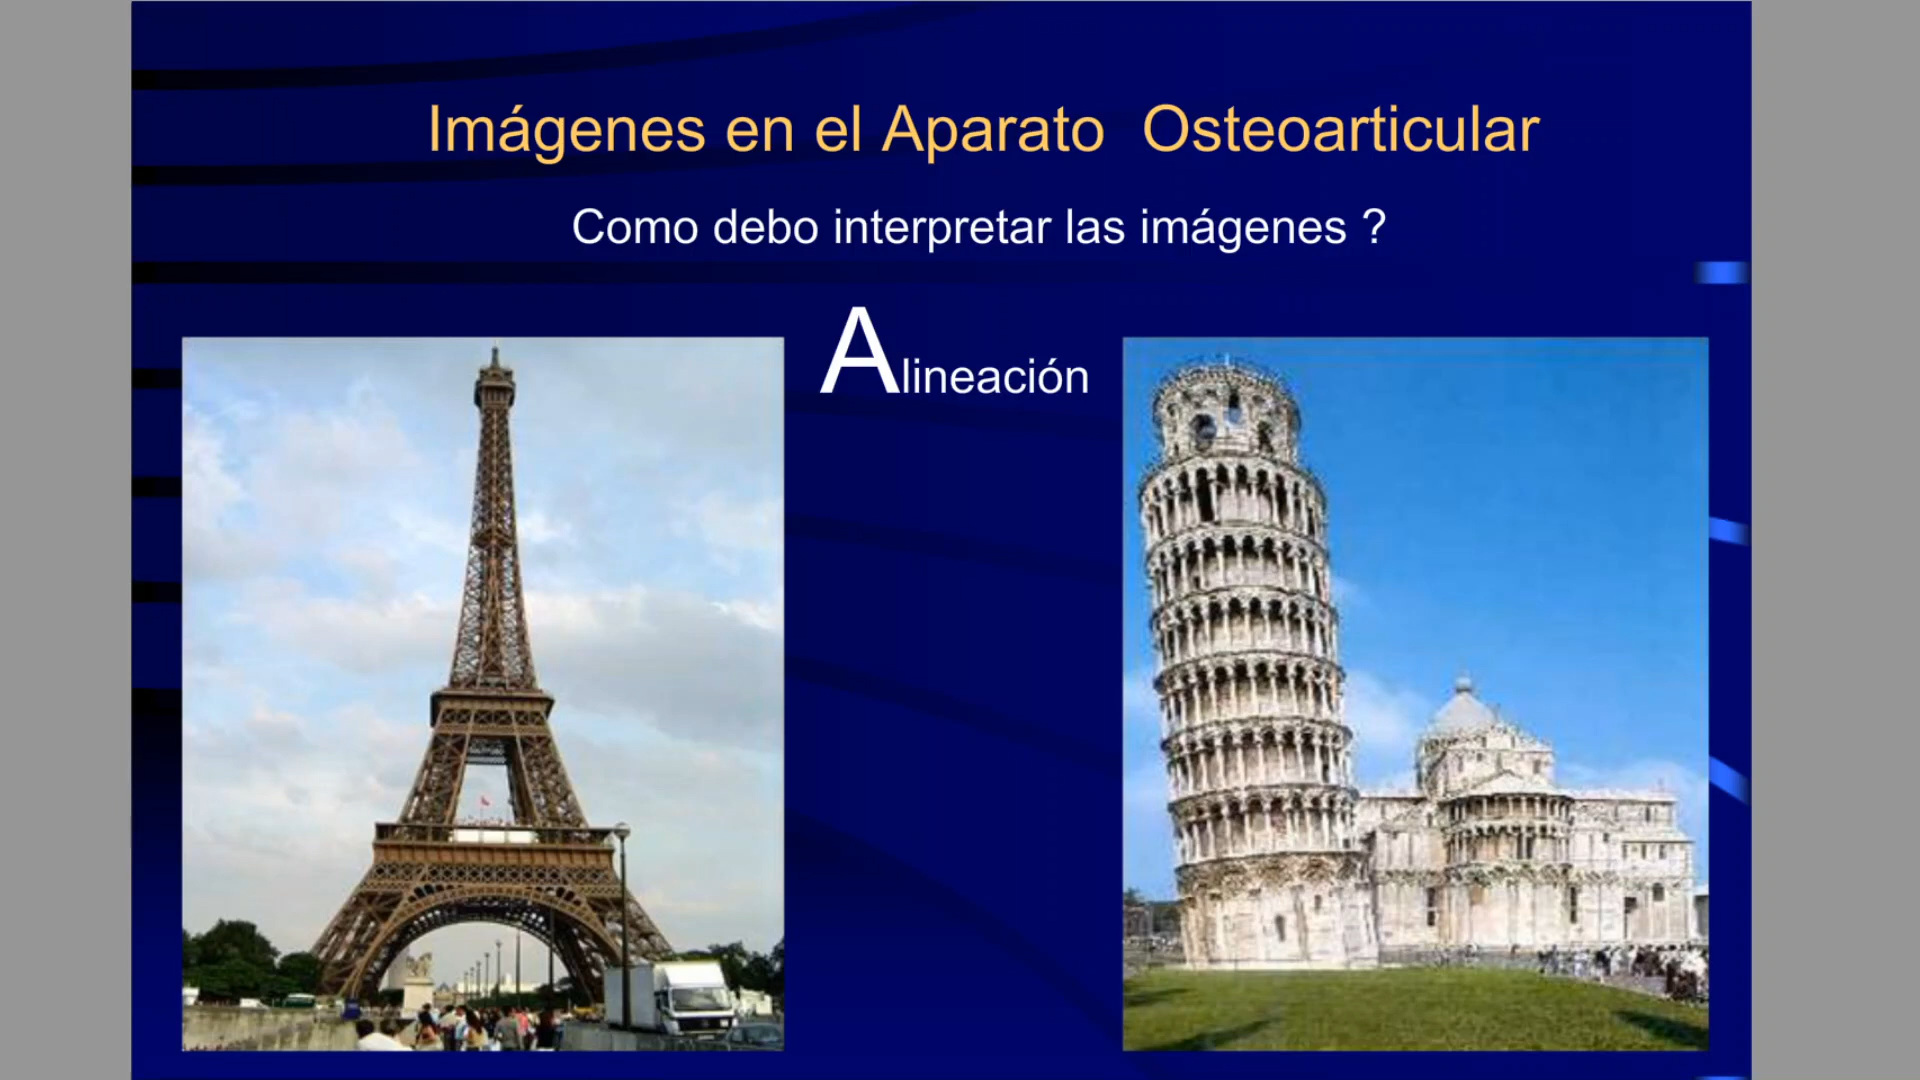 Imágenes en el Aparato  Osteoarticular
Como debo interpretar las imágenes ?
Alineación